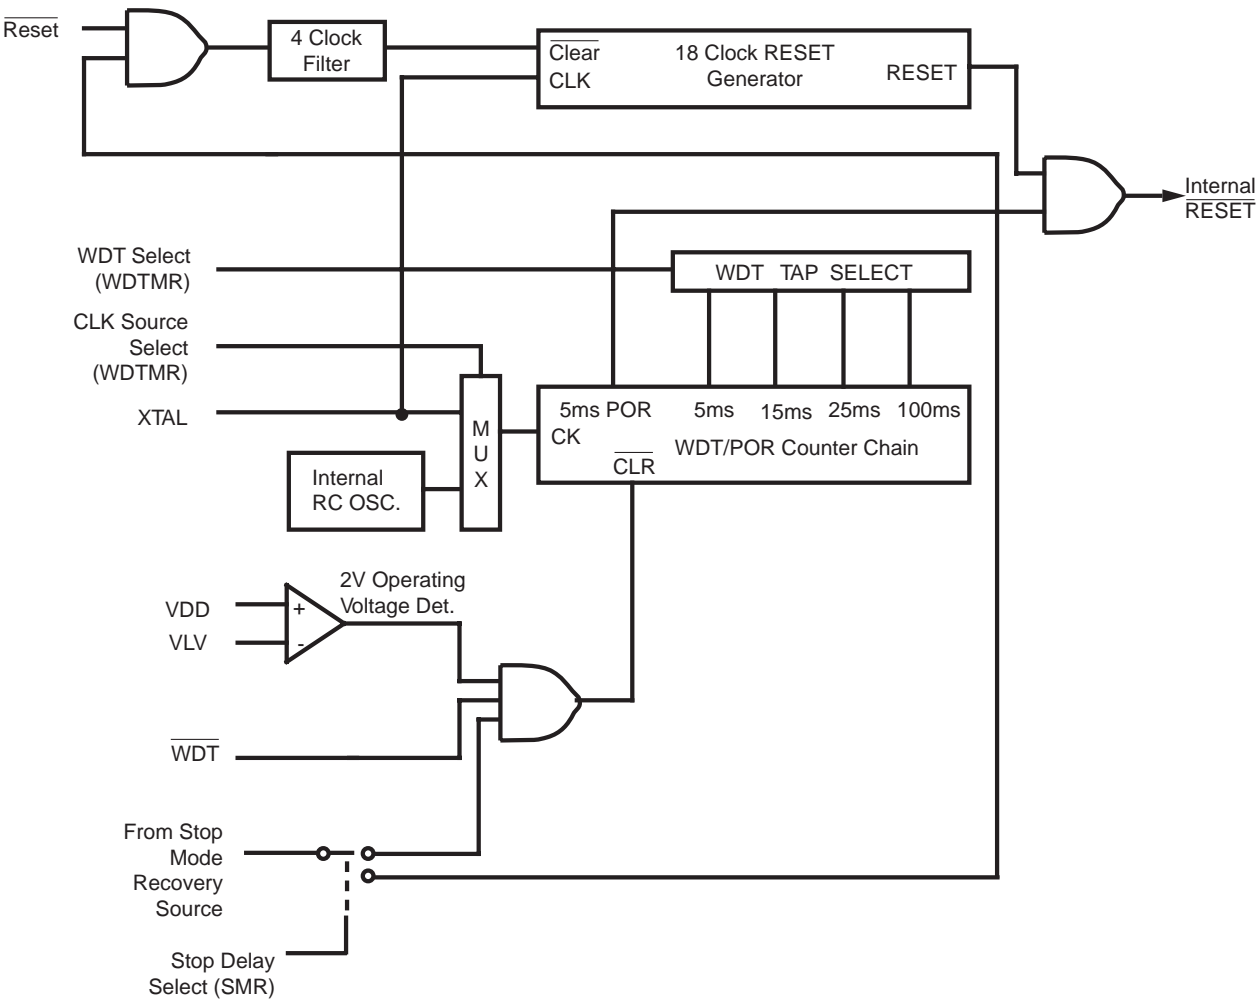 Reset
4 Clock
Filter
Clear
CLK
18 Clock RESET
Generator
RESET
Internal
RESET
WDT Select
(WDTMR)
WDT TAP SELECT
CLK Source
Select
(WDTMR)
XTAL
M
U
X
5ms POR
5ms
15ms
25ms
100ms
CK
WDT/POR Counter Chain
CLR
Internal
RC OSC.
2V Operating
Voltage Det.
VDD
+
VLV
-
WDT
From Stop
Mode
Recovery
Source
Stop Delay
Select (SMR)